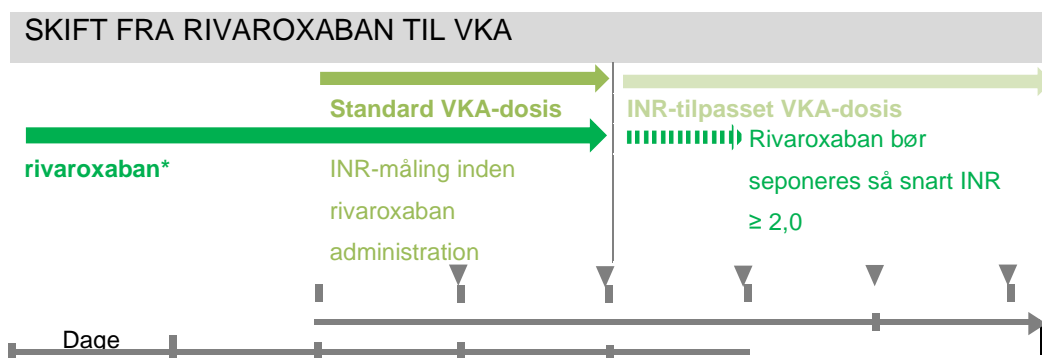 SKIFT FRA RIVAROXABAN TIL VKA
Standard VKA-dosis
INR-tilpasset VKA-dosis
rivaroxaban*
INR-måling inden
rivaroxaban
administration
Rivaroxaban bør
seponeres så snart INR
≥ 2,0
Dage